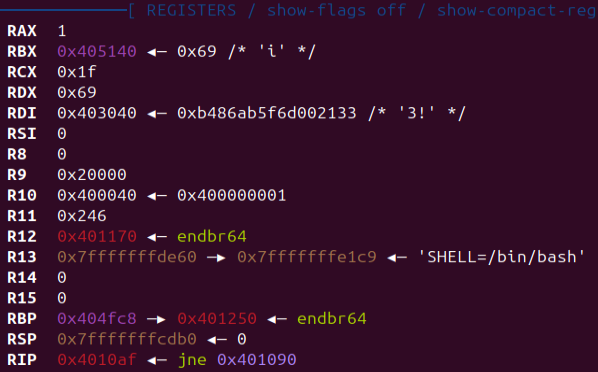 [ REGISTERS / show-flags off / show-compact-reg
RAX 1
RBX 0x405140 ◂— 0x69 /* 'i' */
RCX 0x1f
RDX 0x69
RDI 0x403040 ◂— 0xb486ab5f6d002133 /* '3!' */
RSI 0
R8 0
R9 0x20000
R10 0x400040 ◂— 0x400000001
R11 0x246
R12 0x401170 ◂— endbr64
R13 0x7fffffffde60 —▸ 0x7fffffffe1c9 ◂— 'SHELL=/bin/bash'
R14 0
R15 0
RBP 0x404fc8 —▸ 0x401250 ◂— endbr64
RSP 0x7fffffffcdb0 ◂— 0
RIP 0x4010af ◂— jne 0x401090